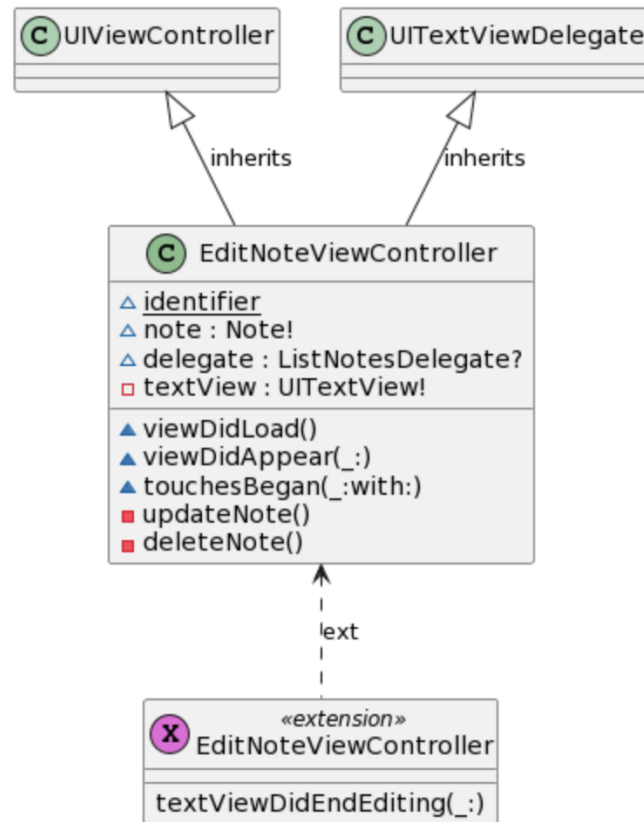 C UIViewController
C UITextViewDelegate
inherits
inherits
C EditNoteViewController
identifier
note : Note!
delegate : ListNotesDelegate?
textView : UITextView!
viewDidLoad()
viewDidAppear(_:)
touchesBegan(_:with:)
updateNote()
deleteNote()
ext
X «extension»
EditNoteViewController
textViewDidEndEditing(_:)